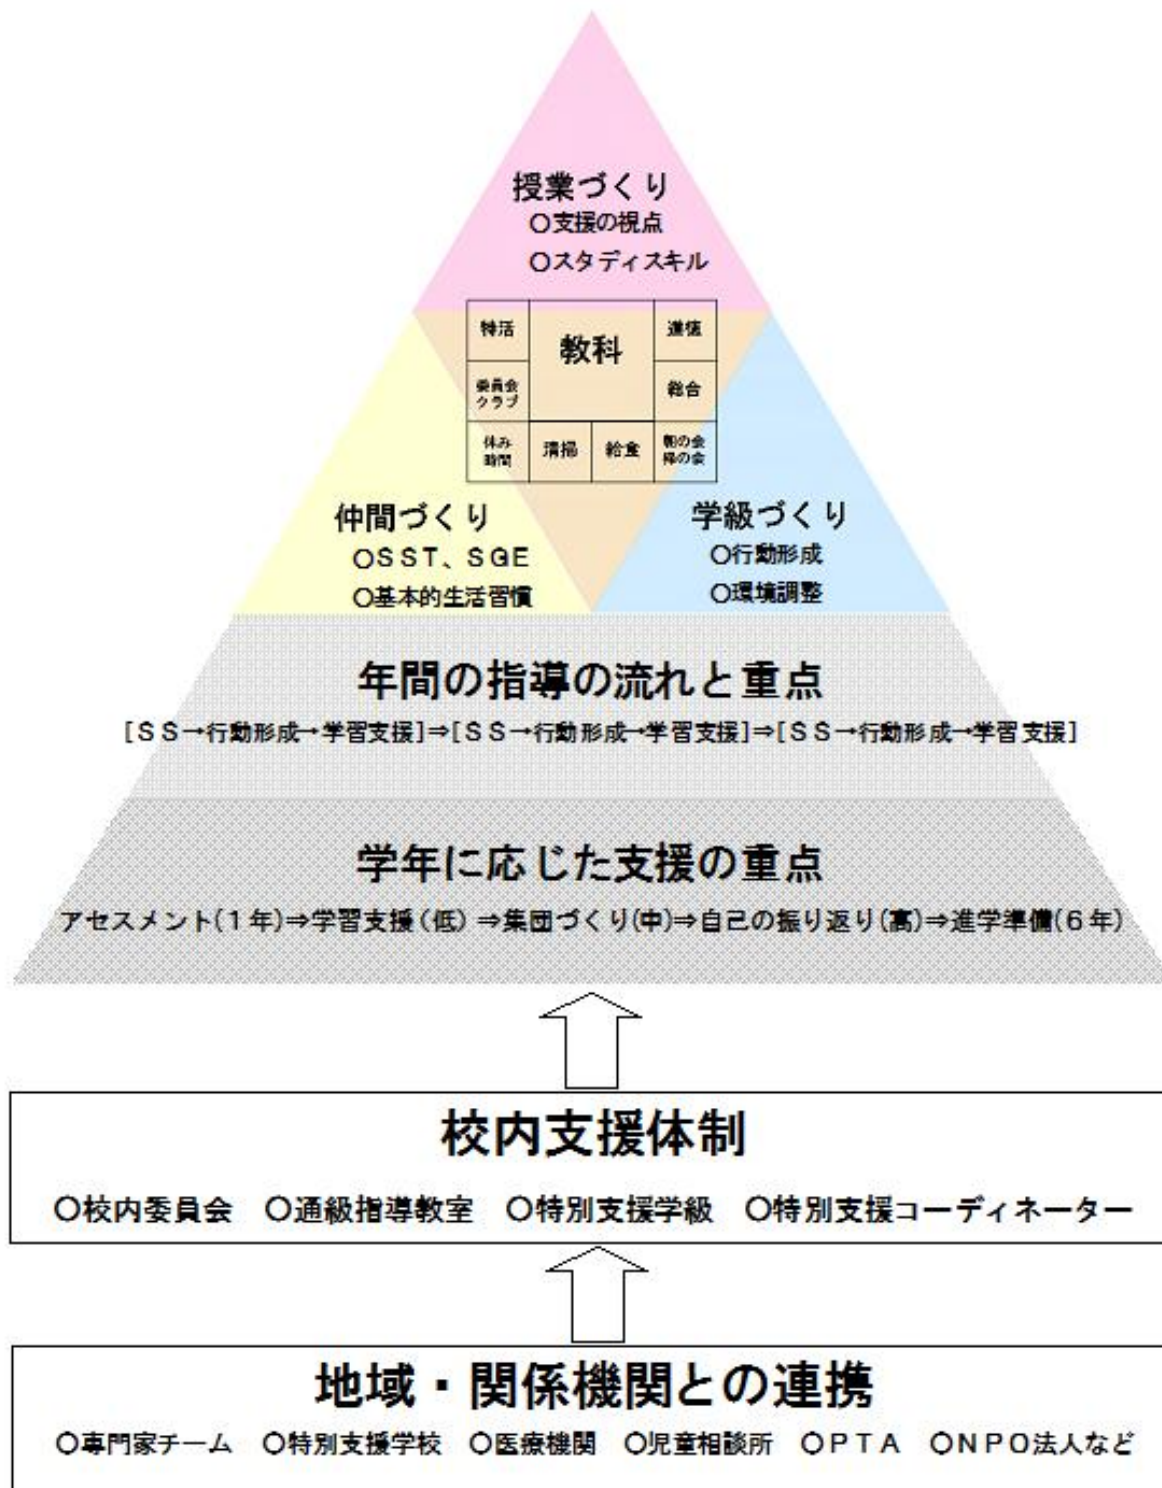 授業づくり
○支援の視点
○スタディスキル
特活
教科
道徳
委員会
クラブ
総合
休み
時間
清掃
給食
朝の会
帰の会
仲間づくり
○SST、SGE
○基本的生活習慣
学級づくり
○行動形成
○環境調整
年間の指導の流れと重点
[SS→行動形成→学習支援]⇒[SS→行動形成→学習支援]⇒[SS→行動形成→学習支援]
学年に応じた支援の重点
アセスメント(1年)⇒学習支援(低)⇒集団づくり(中)⇒自己の振り返り(高)⇒進学準備(6年)
校内支援体制
○校内委員会 ○通級指導教室 ○特別支援学級 ○特別支援コーディネーター
地域・関係機関との連携
○専門家チーム ○特別支援学校 ○医療機関 ○児童相談所 ○PTA ○NPO法人など